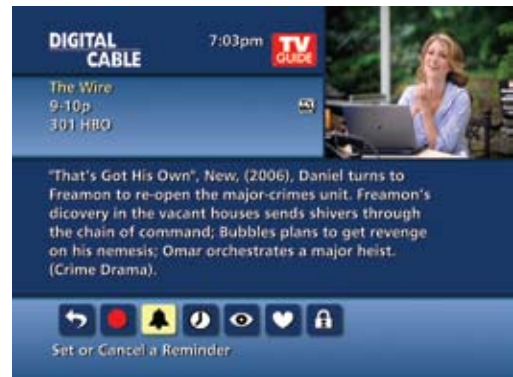 DIGITAL
CABLE
7:03pm
TV
GUIDE
The Wire
9-10p
301 HBO
"That's Got His Own", New, (2006), Daniel turns to
Freamon to re-open the major-crimes unit. Freamon's
dicovery in the vacant houses sends shivers through
the chain of command; Bubbles plans to get revenge
on his nemesis; Omar orchestrates a major heist.
(Crime Drama).
Set or Cancel a Reminder